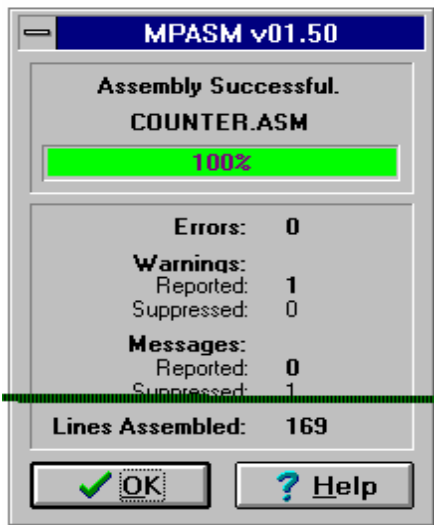 MPASM v01.50
Assembly Successful.
COUNTER.ASM
100%
Errors: 0
Warnings:
Reported: 1
Suppressed: 0
Messages:
Reported: 0
Suppressed: 1
Lines Assembled: 169
OK
? Help